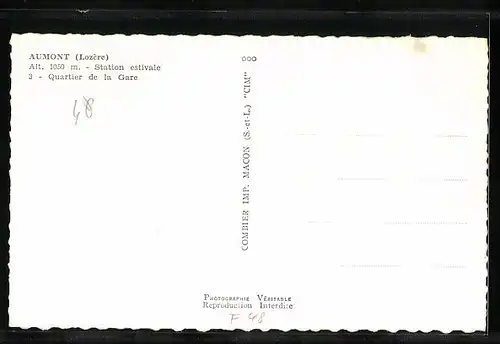 AUMONT (Lozère)
Alt. 1050 m. - Station estivale
3 - Quartier de la Gare
48
000
COMBIER IMP. MACON (S.-et-L.) "CIM"
PHOTOGRAPHIE VÉRITABLE
Reproduction Interdite
F 48